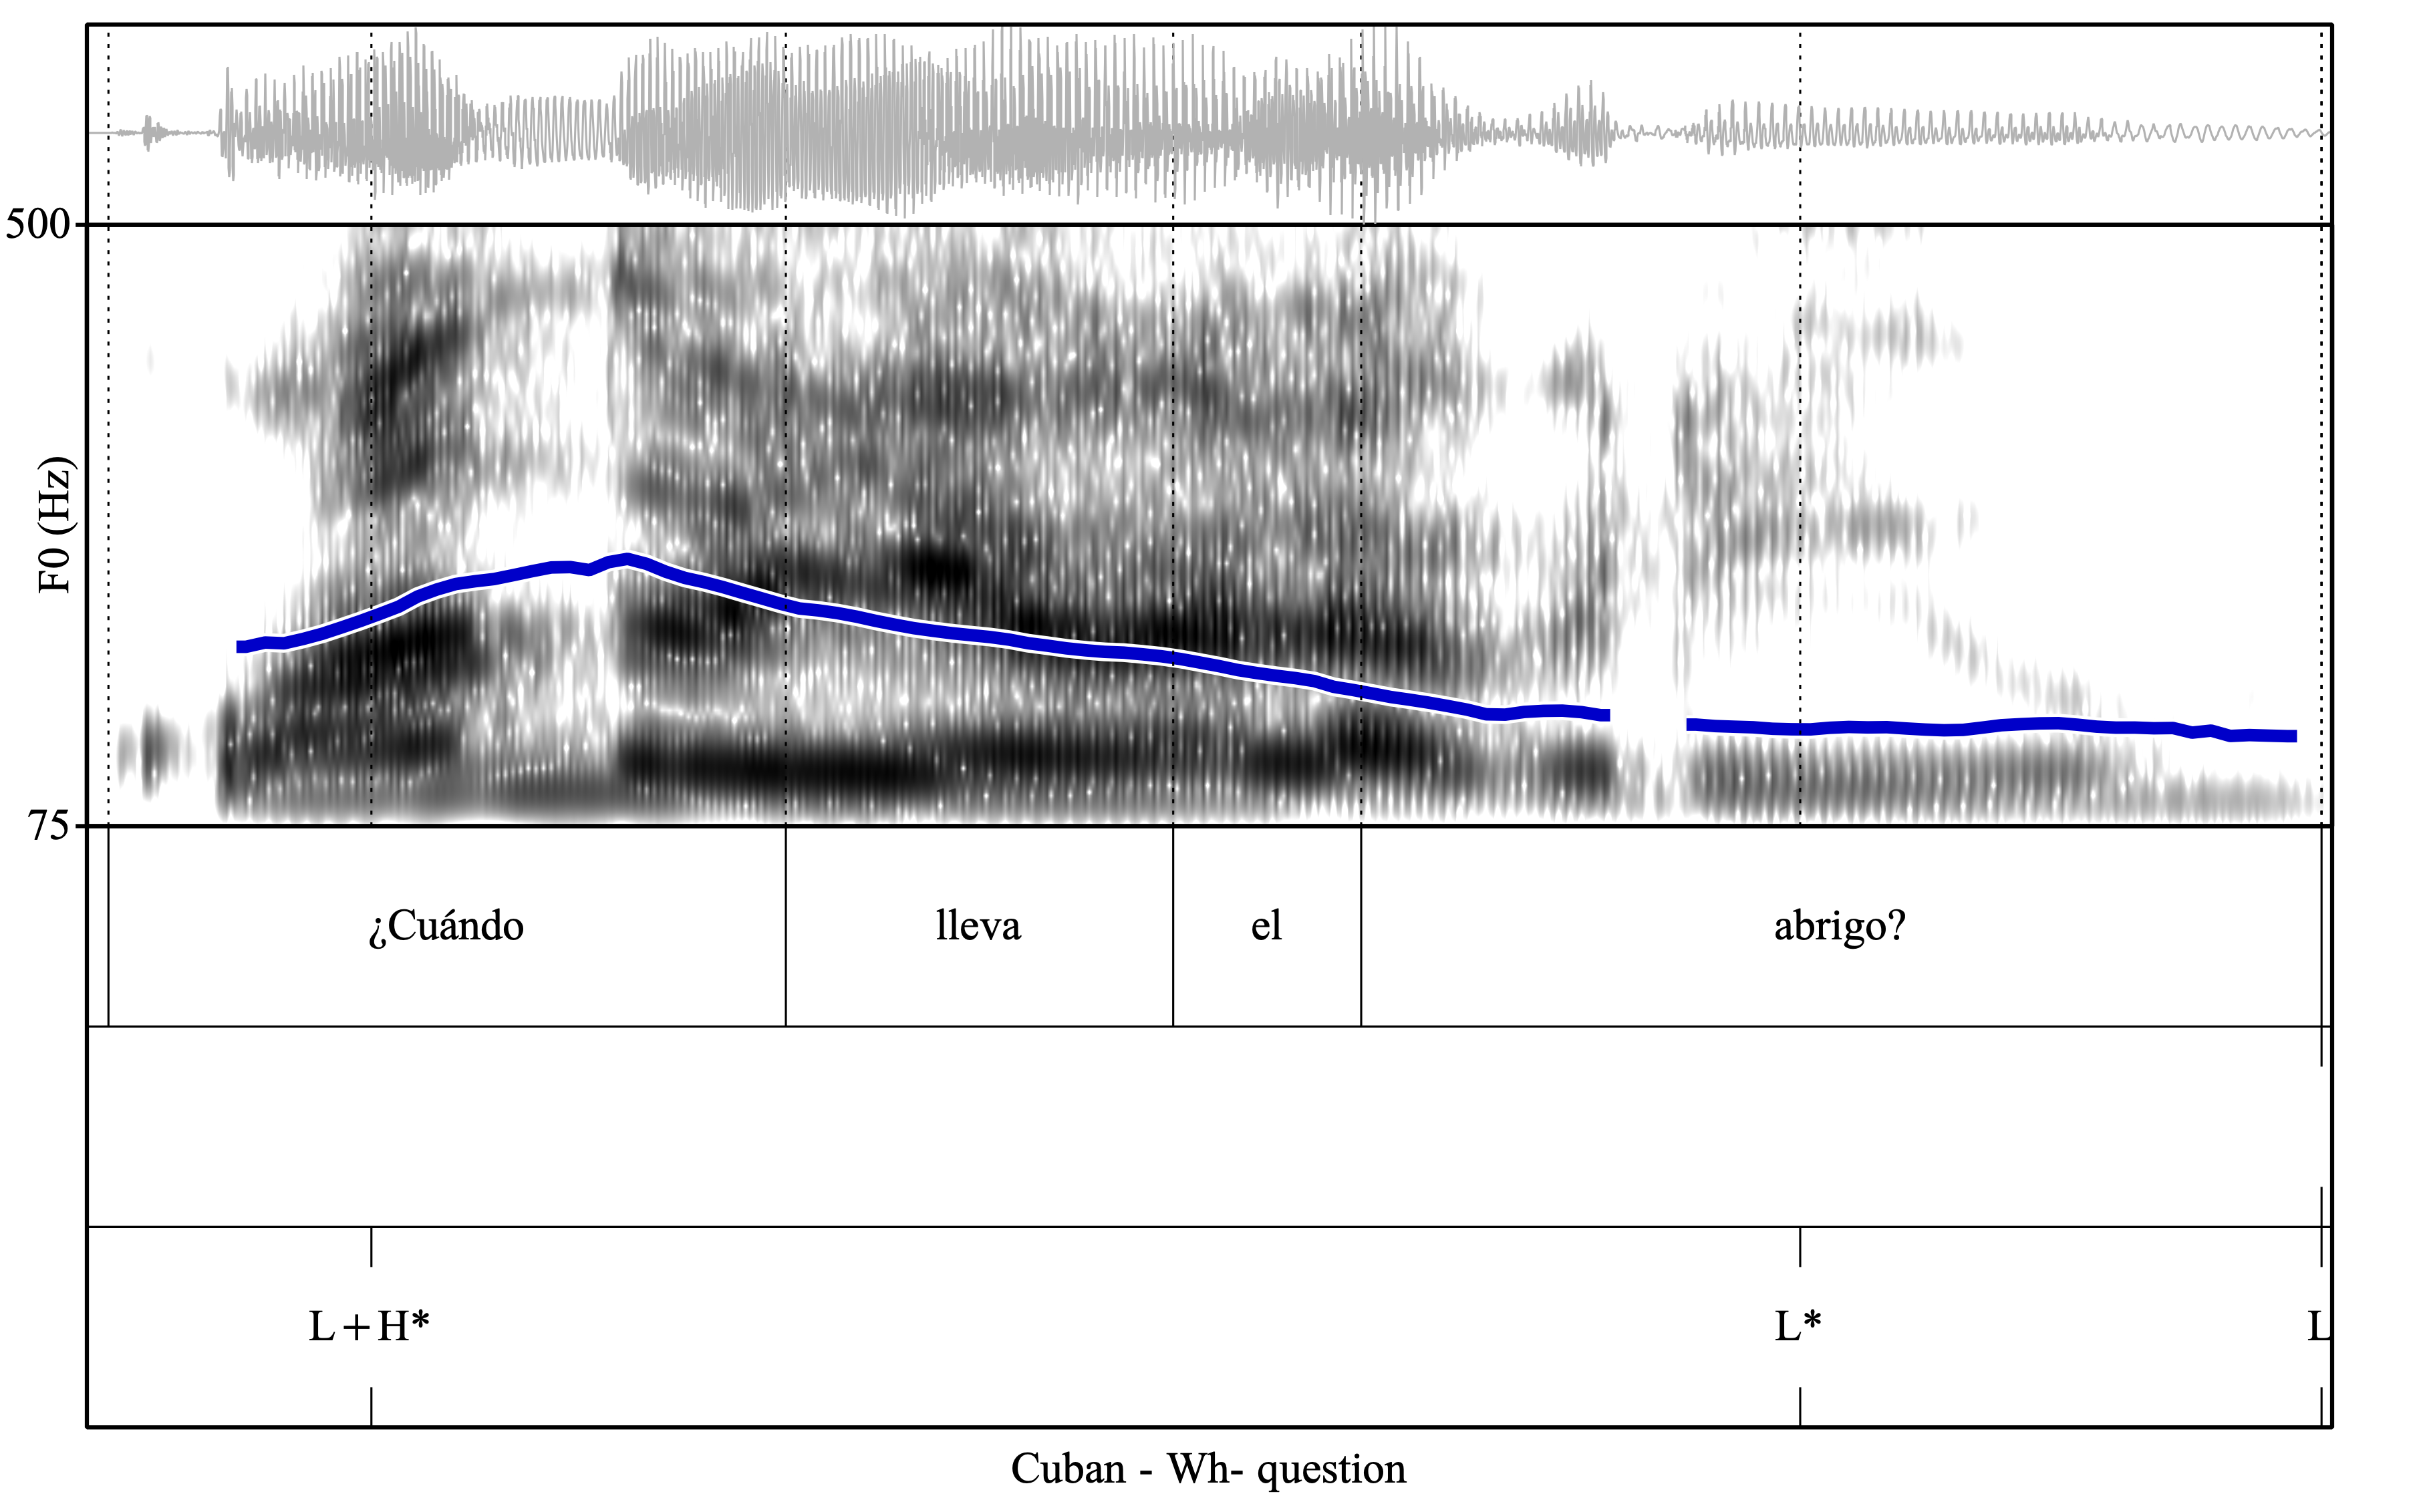 500
F0 (Hz)
75
¿Cuándo lleva el abrigo?
L+H* L* L
Cuban - Wh- question